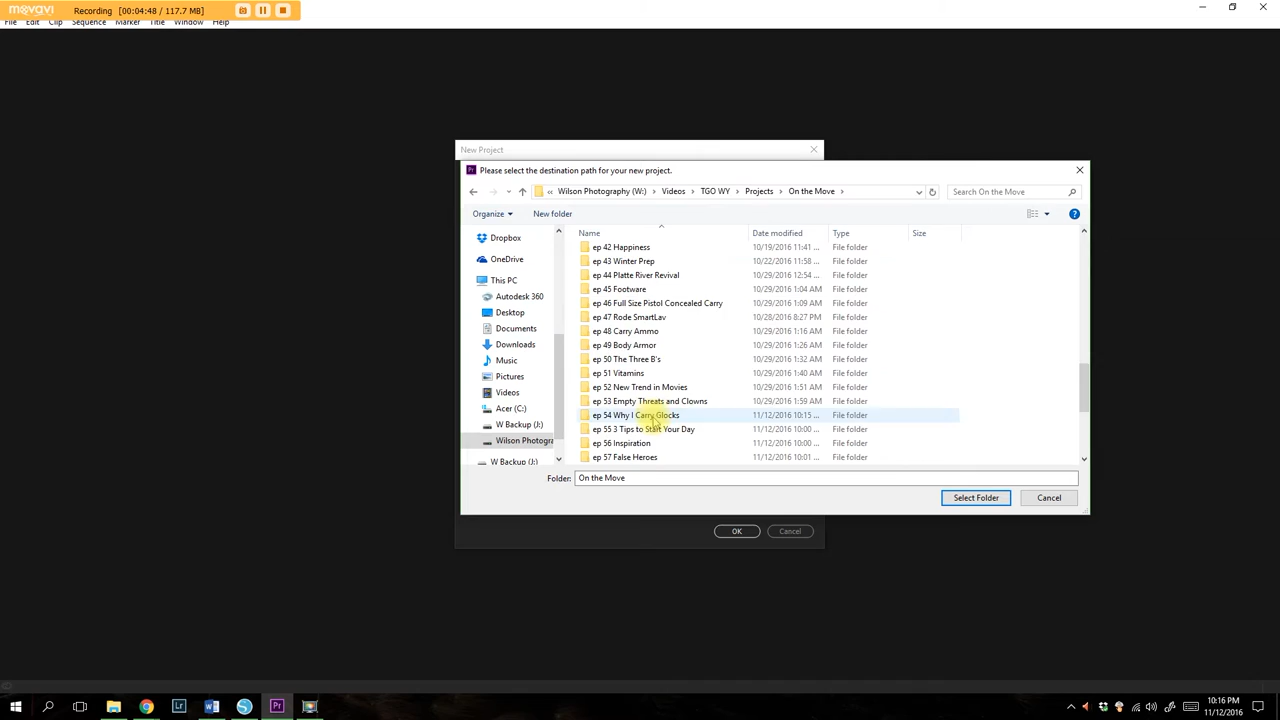 movavi Recording [00:04:48 / 117.7 MB]
File Edit Clip Sequence Marker Title Window Help
New Project
Pr Please select the destination path for your new project.
« Wilson Photography (W:) > Videos > TGO WY > Projects > On the Move >
Search On the Move
Organize New folder
Name Date modified Type Size
Dropbox
OneDrive
This PC
Autodesk 360
Desktop
Documents
Downloads
Music
Pictures
Videos
Acer (C:)
W Backup (J:)
Wilson Photogra
W Backup (J:)
ep 42 Happiness 10/19/2016 11:41 ... File folder
ep 43 Winter Prep 10/22/2016 11:58 ... File folder
ep 44 Platte River Revival 10/29/2016 12:54 ... File folder
ep 45 Footware 10/29/2016 1:04 AM File folder
ep 46 Full Size Pistol Concealed Carry 10/29/2016 1:09 AM File folder
ep 47 Rode SmartLav 10/28/2016 8:27 PM File folder
ep 48 Carry Ammo 10/29/2016 1:16 AM File folder
ep 49 Body Armor 10/29/2016 1:26 AM File folder
ep 50 The Three B's 10/29/2016 1:32 AM File folder
ep 51 Vitamins 10/29/2016 1:40 AM File folder
ep 52 New Trend in Movies 10/29/2016 1:51 AM File folder
ep 53 Empty Threats and Clowns 10/29/2016 1:59 AM File folder
ep 54 Why I Carry Glocks 11/12/2016 10:15 ... File folder
ep 55 3 Tips to Start Your Day 11/12/2016 10:00 ... File folder
ep 56 Inspiration 11/12/2016 10:00 ... File folder
ep 57 False Heroes 11/12/2016 10:01 ... File folder
Folder: On the Move
Select Folder Cancel
OK Cancel
Lr Pr
10:16 PM
11/12/2016